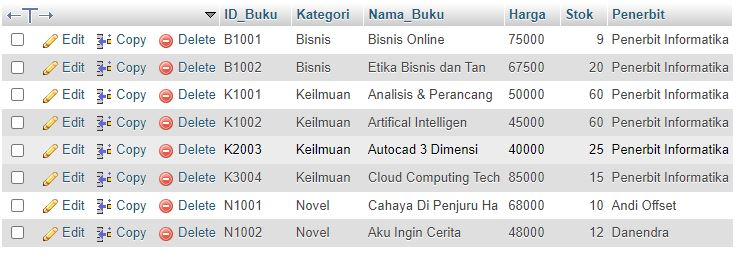 ID_Buku Kategori Nama_Buku Harga Stok Penerbit
Edit Copy Delete B1001 Bisnis Bisnis Online 75000 9 Penerbit Informatika
Edit Copy Delete B1002 Bisnis Etika Bisnis dan Tan 67500 20 Penerbit Informatika
Edit Copy Delete K1001 Keilmuan Analisis & Perancang 50000 60 Penerbit Informatika
Edit Copy Delete K1002 Keilmuan Artifical Intelligen 45000 60 Penerbit Informatika
Edit Copy Delete K2003 Keilmuan Autocad 3 Dimensi 40000 25 Penerbit Informatika
Edit Copy Delete K3004 Keilmuan Cloud Computing Tech 85000 15 Penerbit Informatika
Edit Copy Delete N1001 Novel Cahaya Di Penjuru Ha 68000 10 Andi Offset
Edit Copy Delete N1002 Novel Aku Ingin Cerita 48000 12 Danendra